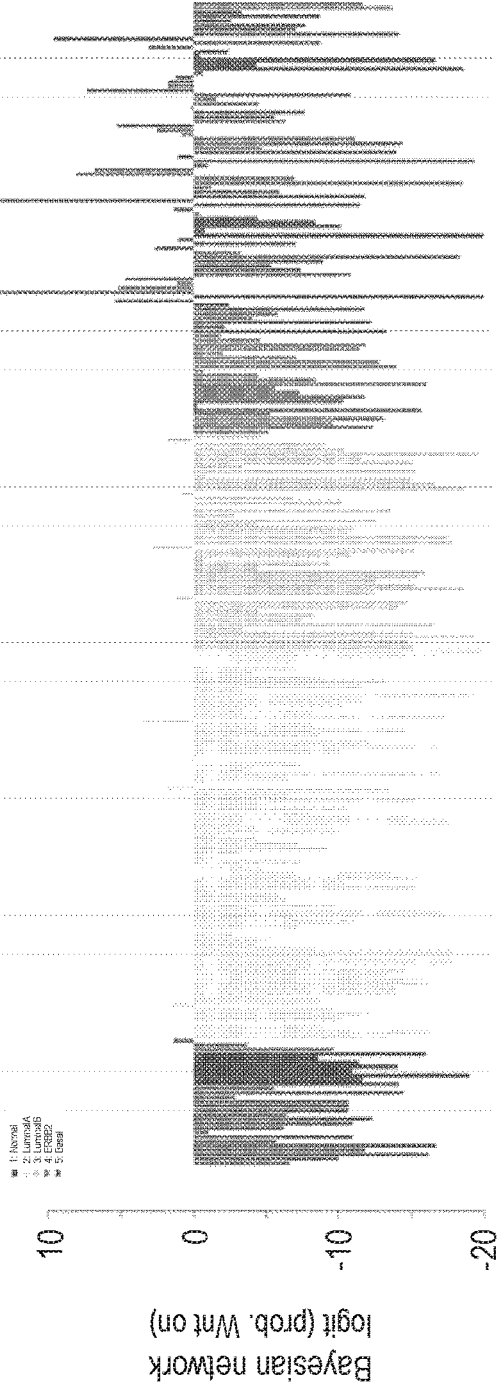 1: Normal
2: LuminalA
3: LuminalB
4: ERBB2
5: Basal
10
0
-10
-20
Bayesian network
logit (prob. Wnt on)